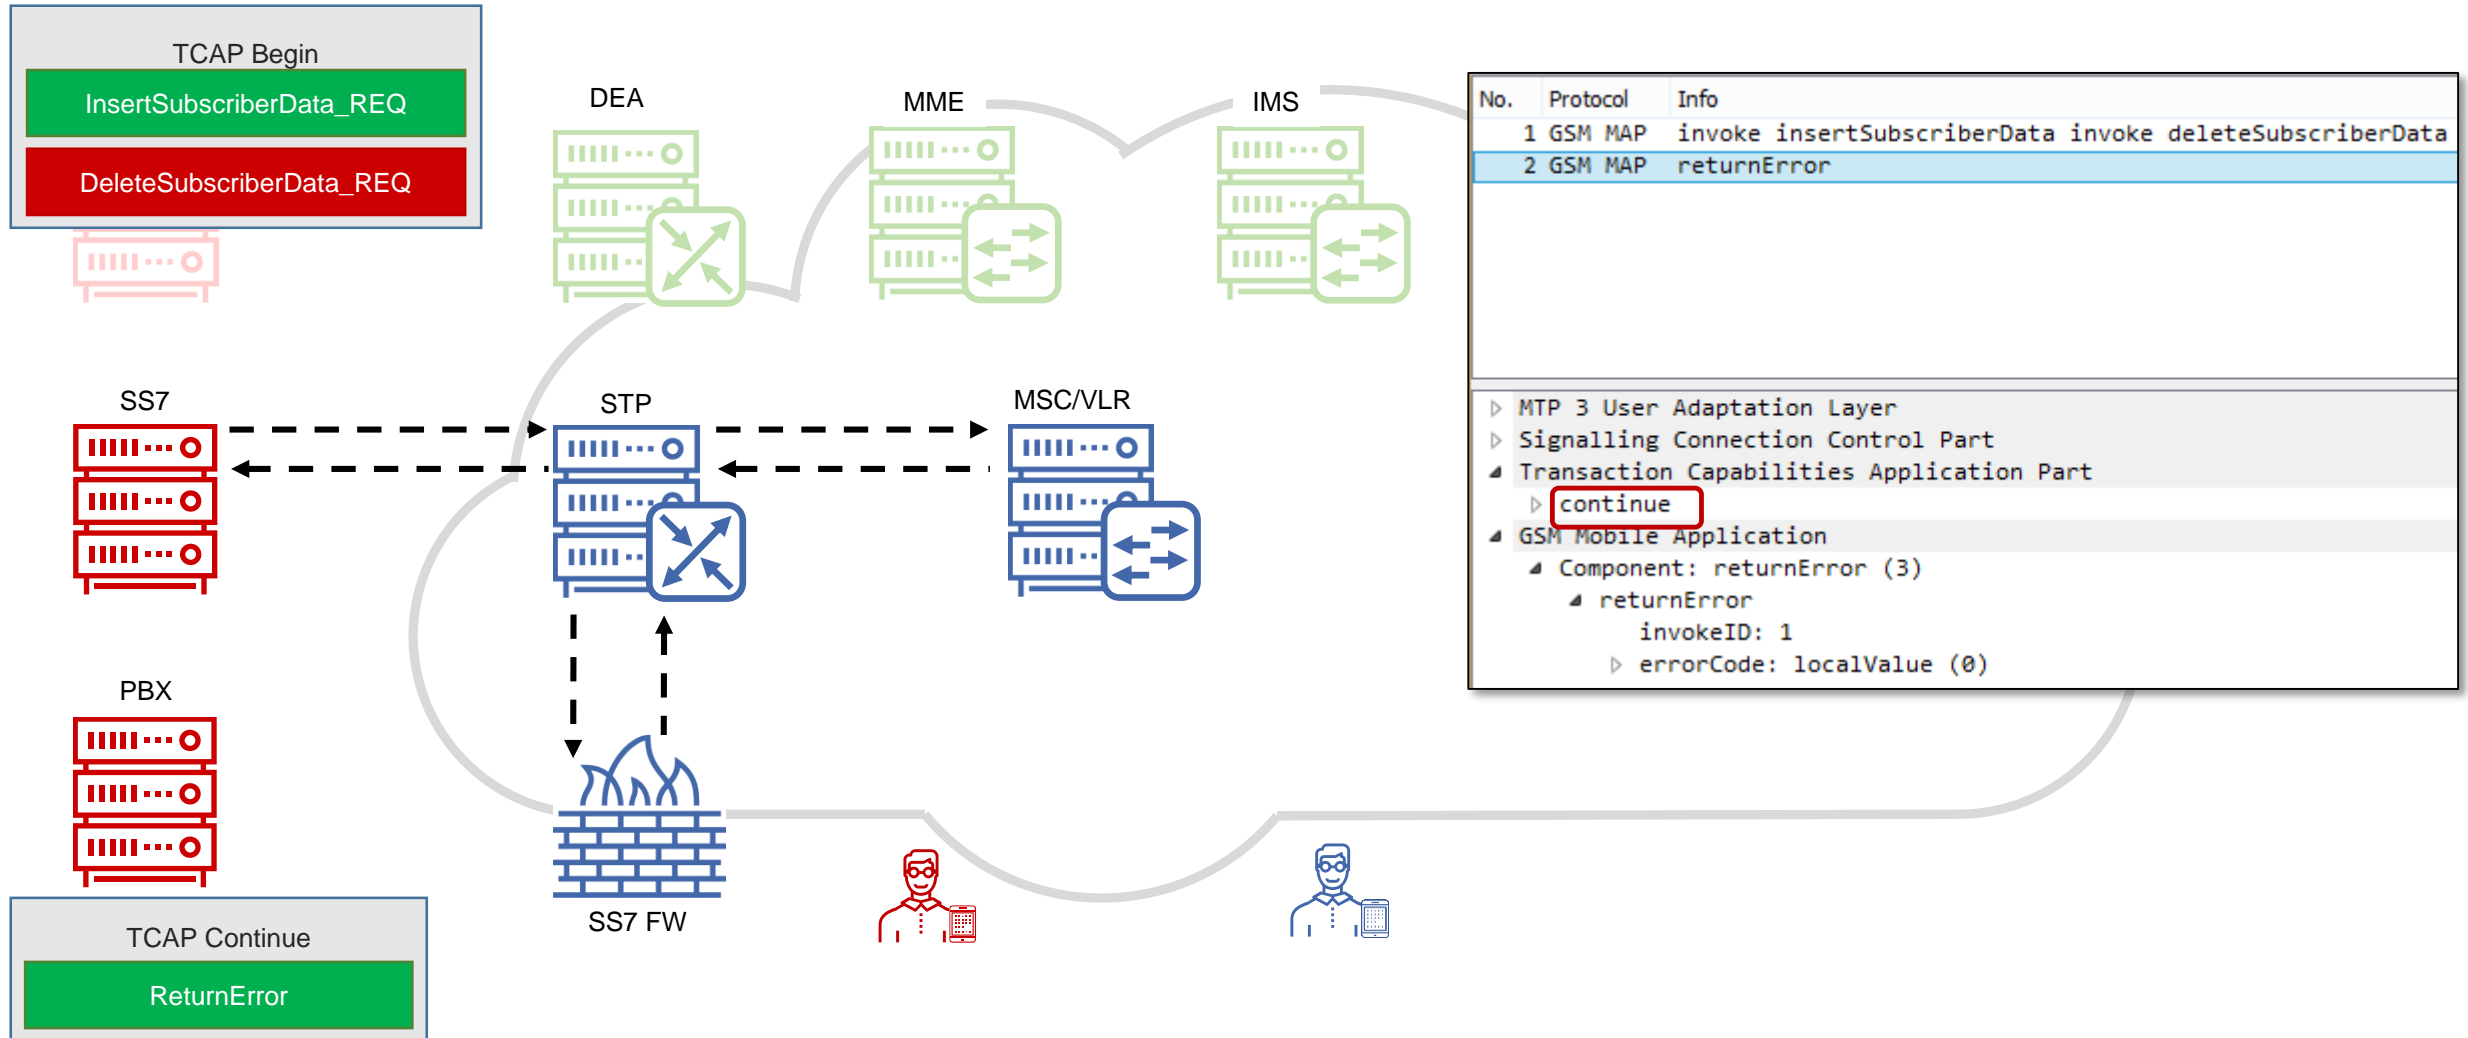 TCAP Begin
InsertSubscriberData_REQ
DeleteSubscriberData_REQ
DEA
MME
IMS
No. Protocol Info
1 GSM MAP invoke insertSubscriberData invoke deleteSubscriberData
2 GSM MAP returnError
MTP 3 User Adaptation Layer
Signalling Connection Control Part
Transaction Capabilities Application Part
continue
GSM Mobile Application
Component: returnError (3)
returnError
invokeID: 1
errorCode: localValue (0)
SS7
STP
MSC/VLR
PBX
SS7 FW
TCAP Continue
ReturnError